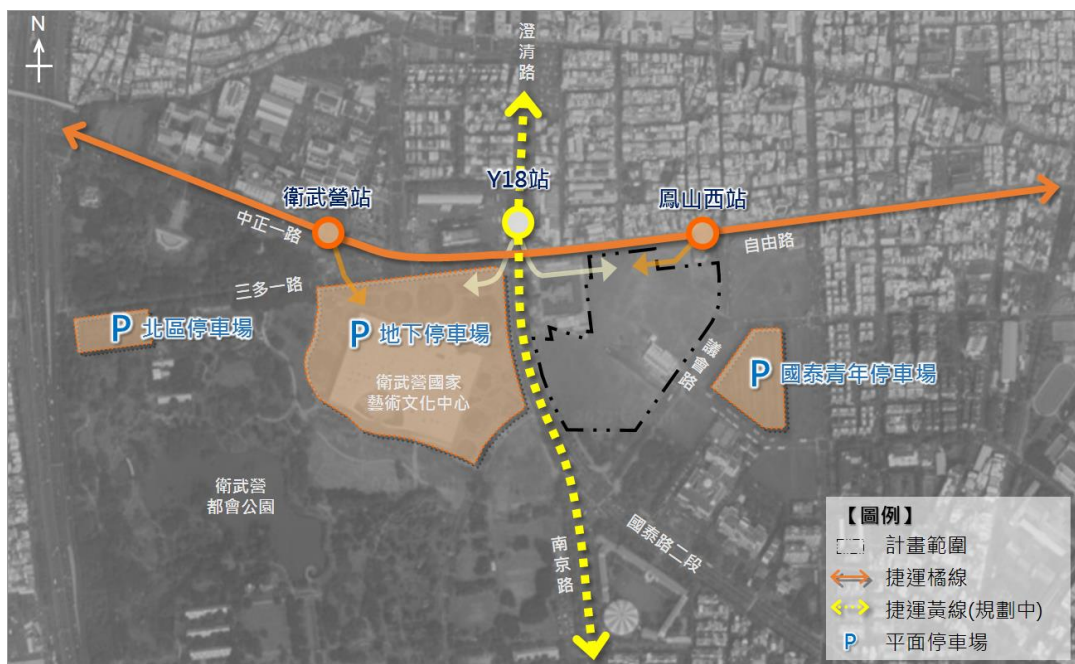 N
澄清路
Y18站
衛武營站
鳳山西站
中正一路
自由路
三多一路
P 北區停車場
P 地下停車場
議會路
P 國泰青年停車場
衛武營國家
藝術文化中心
衛武營
都會公園
國泰路二段
南京路
【圖例】
計畫範圍
捷運橘線
捷運黃線(規劃中)
P 平面停車場